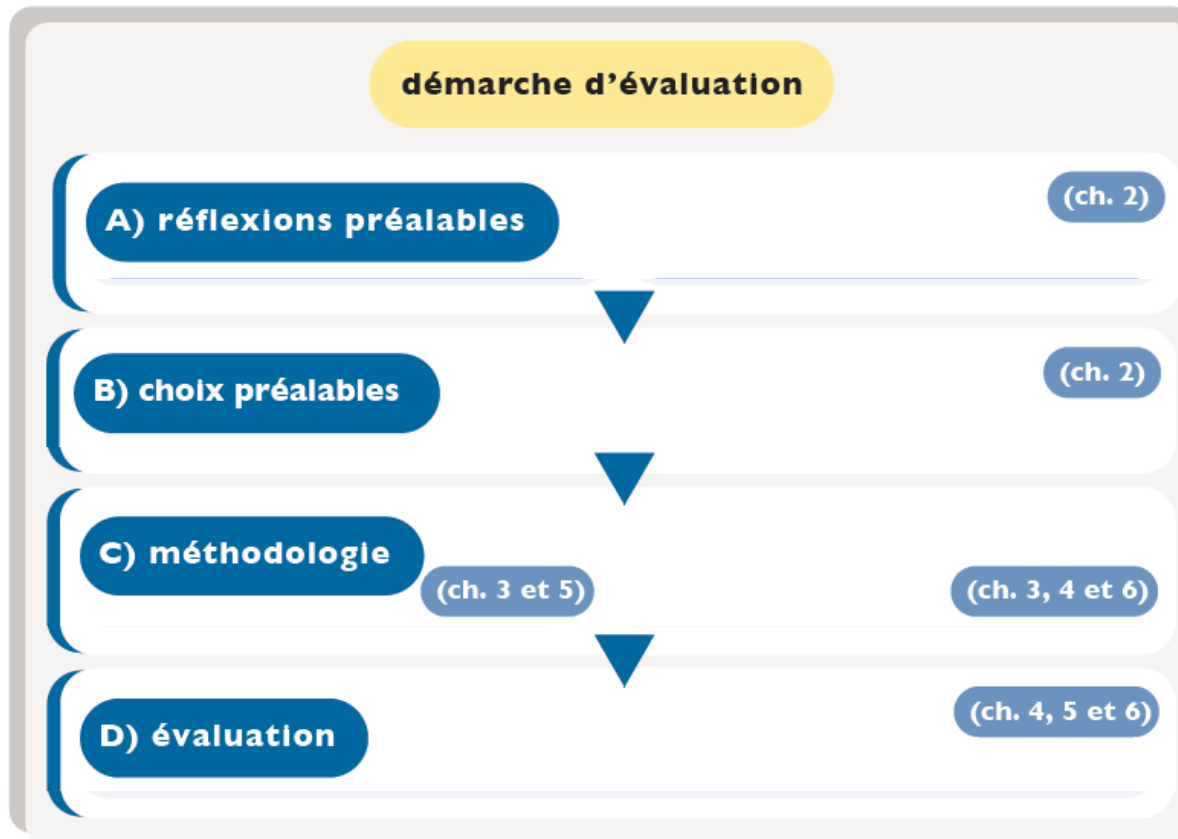 démarche d’évaluation
A) réflexions préalables
(ch. 2)
B) choix préalables
(ch. 2)
C) méthodologie
(ch. 3 et 5)
(ch. 3, 4 et 6)
D) évaluation
(ch. 4, 5 et 6)